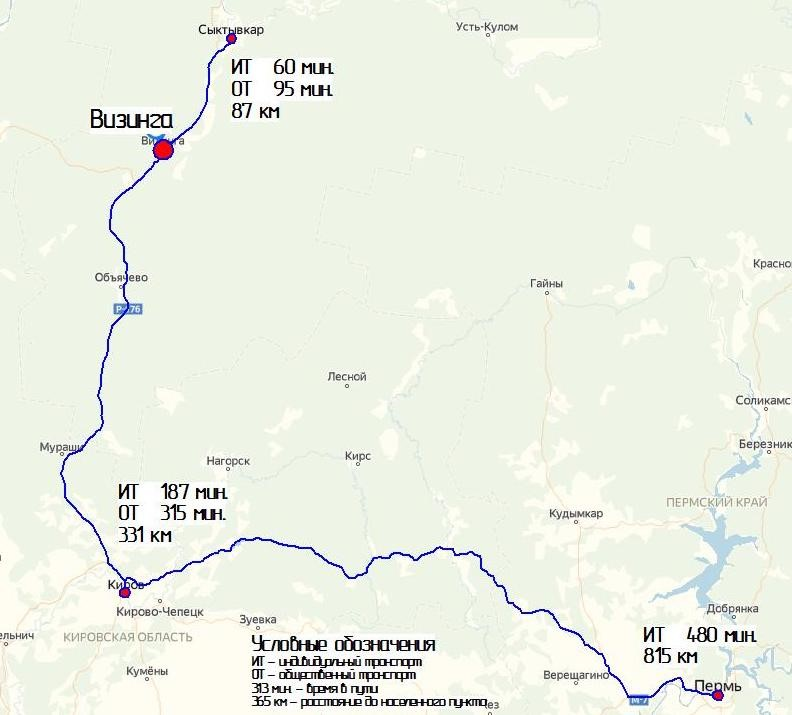 Сыктывкар
Усть-Кулом
ИТ 60 мин.
ОТ 95 мин.
87 км
Визинга
Объячево
Гайны
Красно
Лесной
Соликамс
Мураши
Нагорск
Кирс
Березник
ИТ 187 мин.
ОТ 315 мин.
331 км
ПЕРМСКИЙ КРАЙ
Кудымкар
Киров
Кирово-Чепецк
Зуевка
Добрянка
ельнич
КИРОВСКАЯ ОБЛАСТЬ
Условные обозначения
ИТ – индивидуальный транспорт
ОТ – общественный транспорт
313 мин. – время в пути
365 км – расстояние до населенного пункта
ИТ 480 мин.
815 км
Кумёны
Верещагино
Пермь
М-7
ез